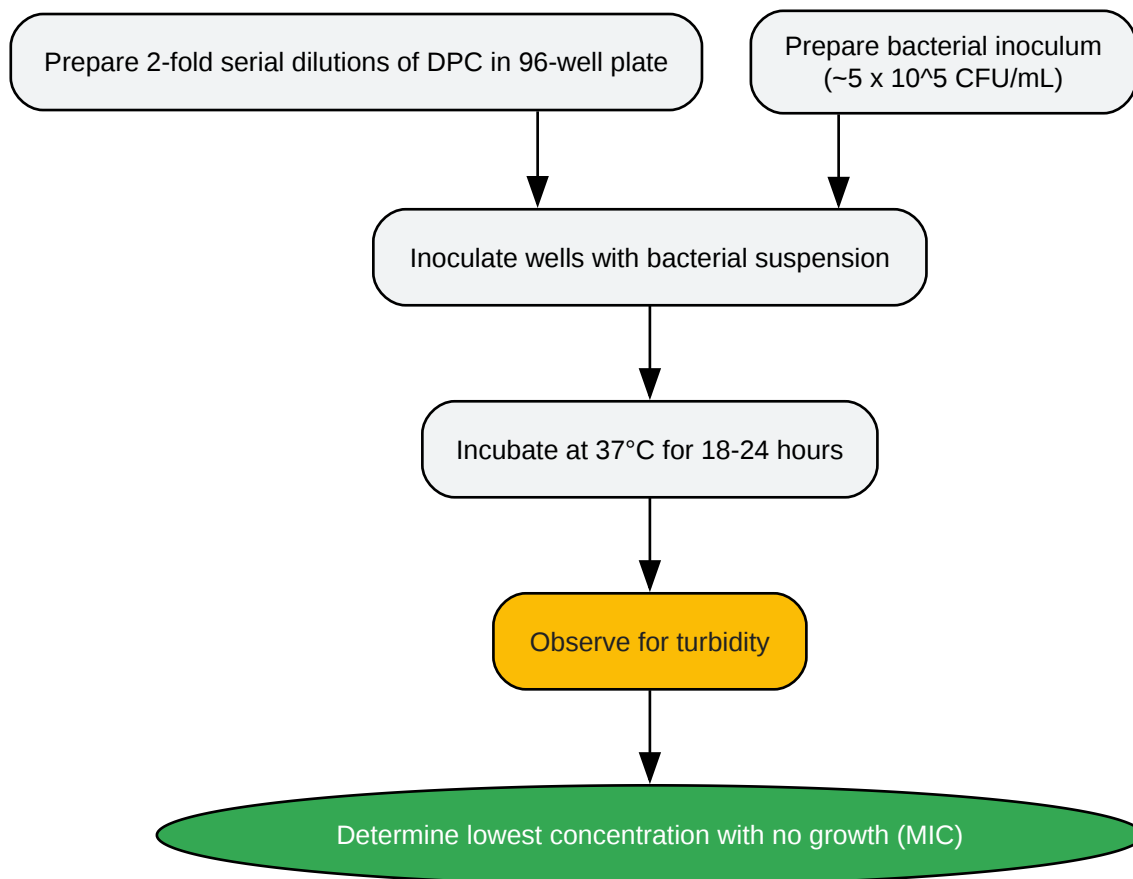 Prepare 2-fold serial dilutions of DPC in 96-well plate
Prepare bacterial inoculum
(~5 x 10^5 CFU/mL)
Inoculate wells with bacterial suspension
Incubate at 37°C for 18-24 hours
Observe for turbidity
Determine lowest concentration with no growth (MIC)